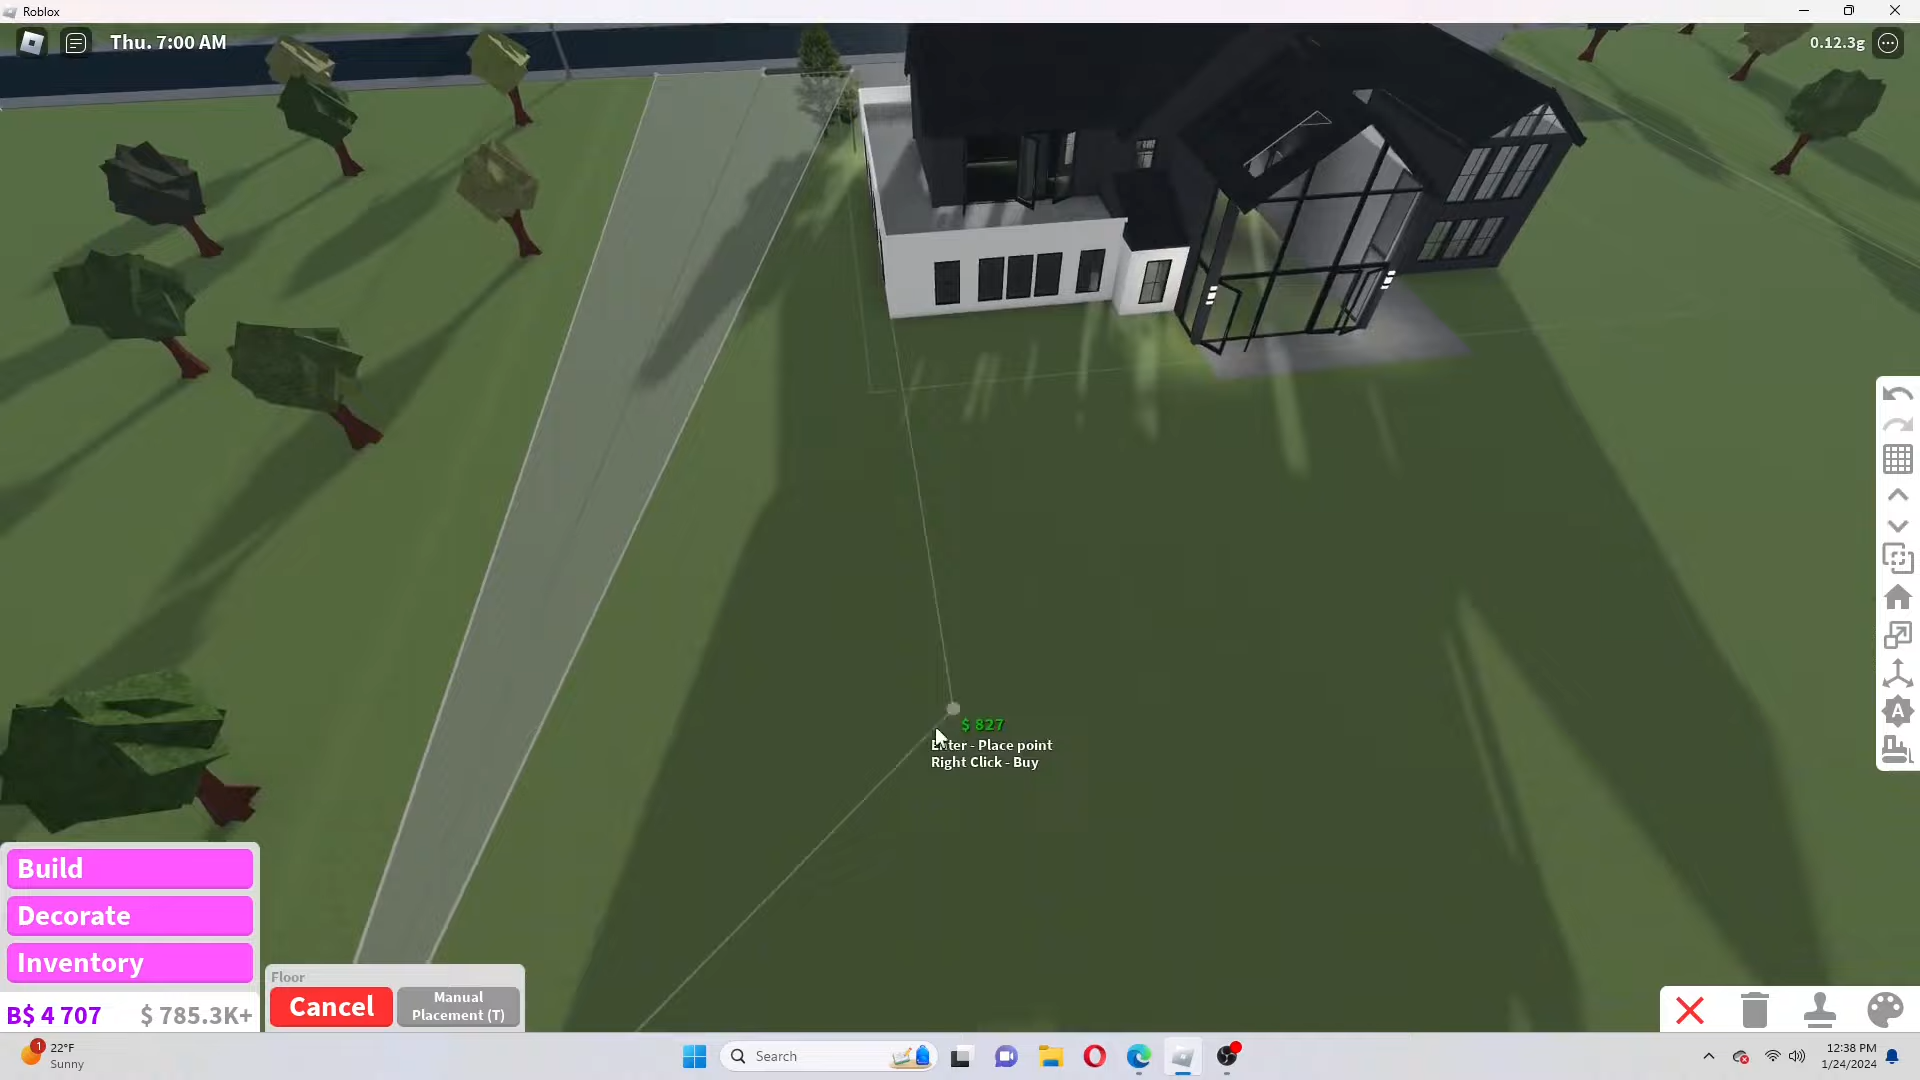 Roblox
Thu. 7:00 AM
0.12.3g
$ 827
Enter - Place point
Right Click - Buy
A
Build
Decorate
Inventory
B$ 4 707
$ 785.3K+
Floor
Cancel
Manual
Placement (T)
1
22°F
Sunny
Search
12:38 PM
1/24/2024